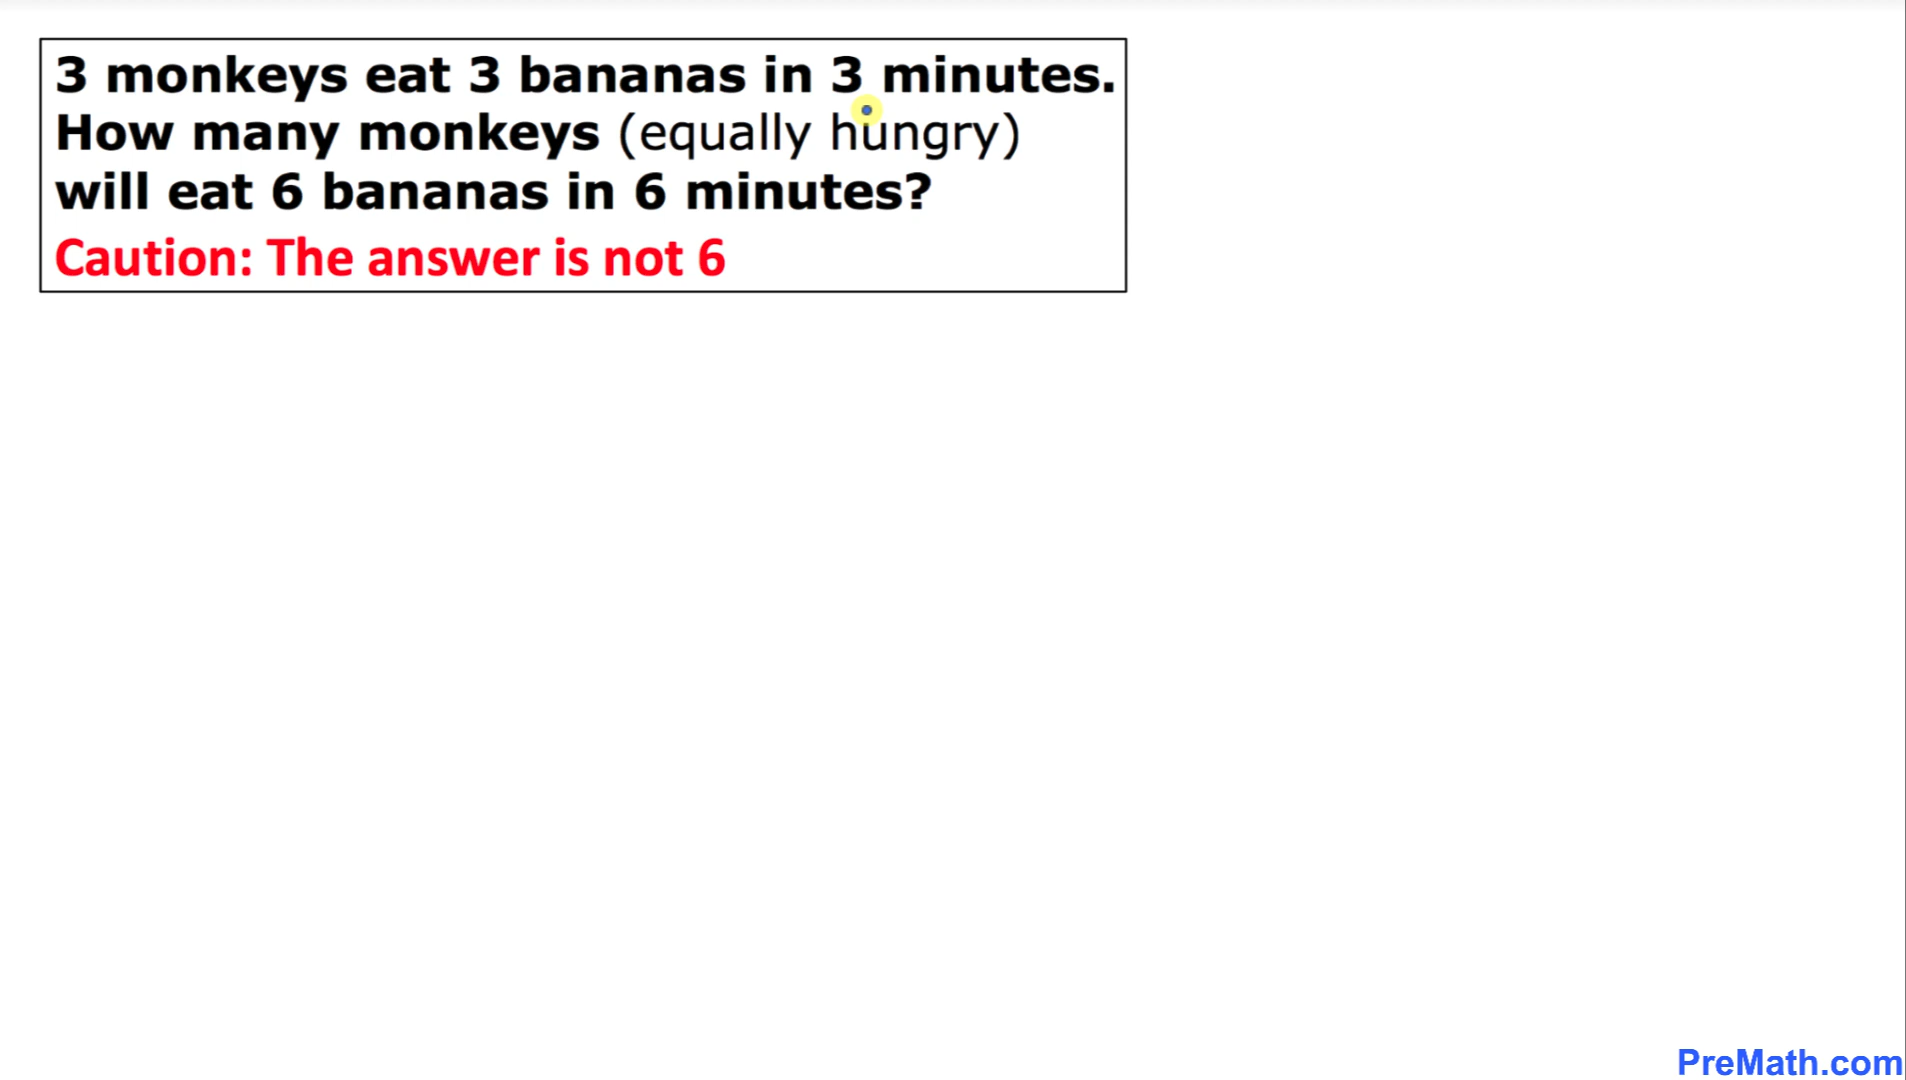 3 monkeys eat 3 bananas in 3 minutes.
How many monkeys (equally hungry)
will eat 6 bananas in 6 minutes?
Caution: The answer is not 6
PreMath.com